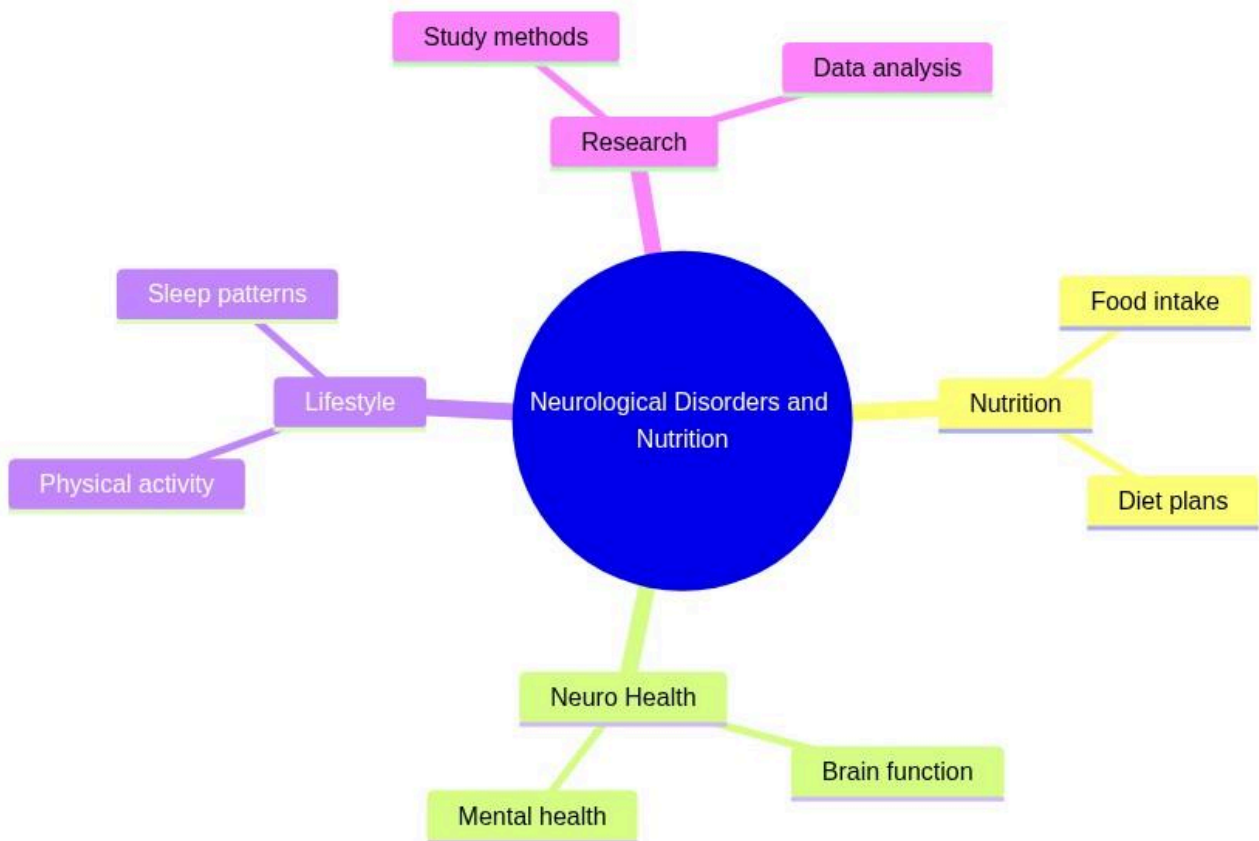 Study methods
Data analysis
Research
Sleep patterns
Food intake
Lifestyle
Neurological Disorders and
Nutrition
Nutrition
Physical activity
Diet plans
Neuro Health
Brain function
Mental health